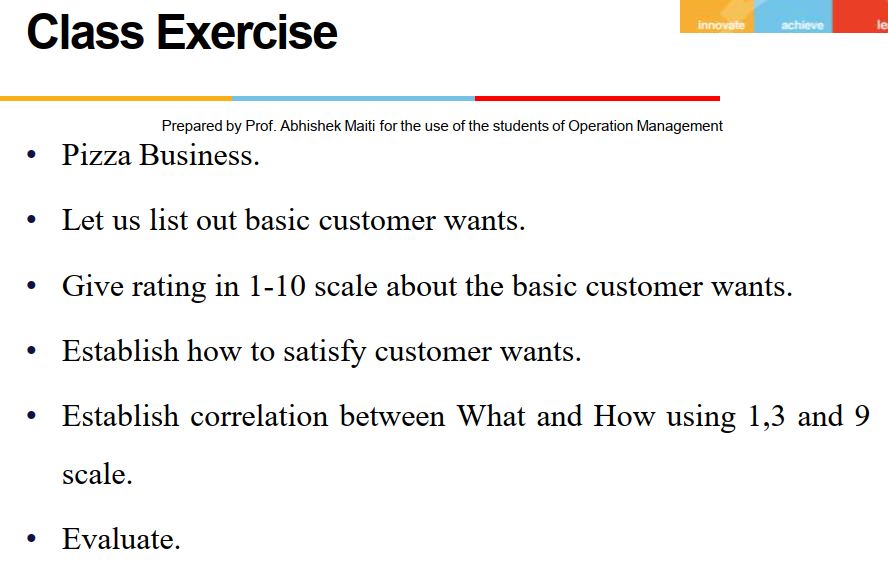 Class Exercise
innovate achieve le
Prepared by Prof. Abhishek Maiti for the use of the students of Operation Management
• Pizza Business.
• Let us list out basic customer wants.
• Give rating in 1-10 scale about the basic customer wants.
• Establish how to satisfy customer wants.
• Establish correlation between What and How using 1,3 and 9
scale.
• Evaluate.